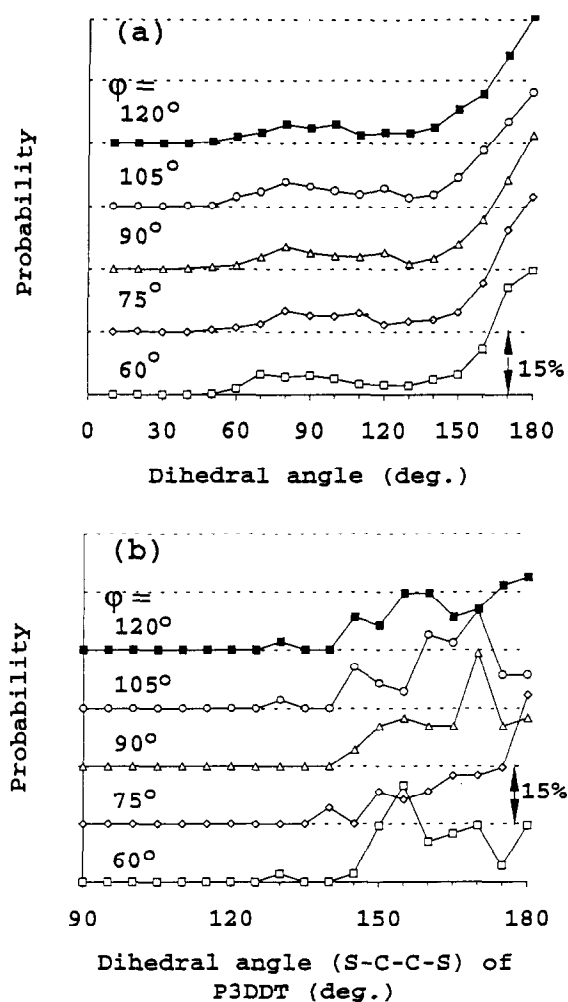 (a)
φ =
120°
105°
90°
75°
60°
15%
Probability
0 30 60 90 120 150 180
Dihedral angle (deg.)
(b)
φ =
120°
105°
90°
75°
60°
15%
Probability
90 120 150 180
Dihedral angle (S-C-C-S) of
P3DDT (deg.)